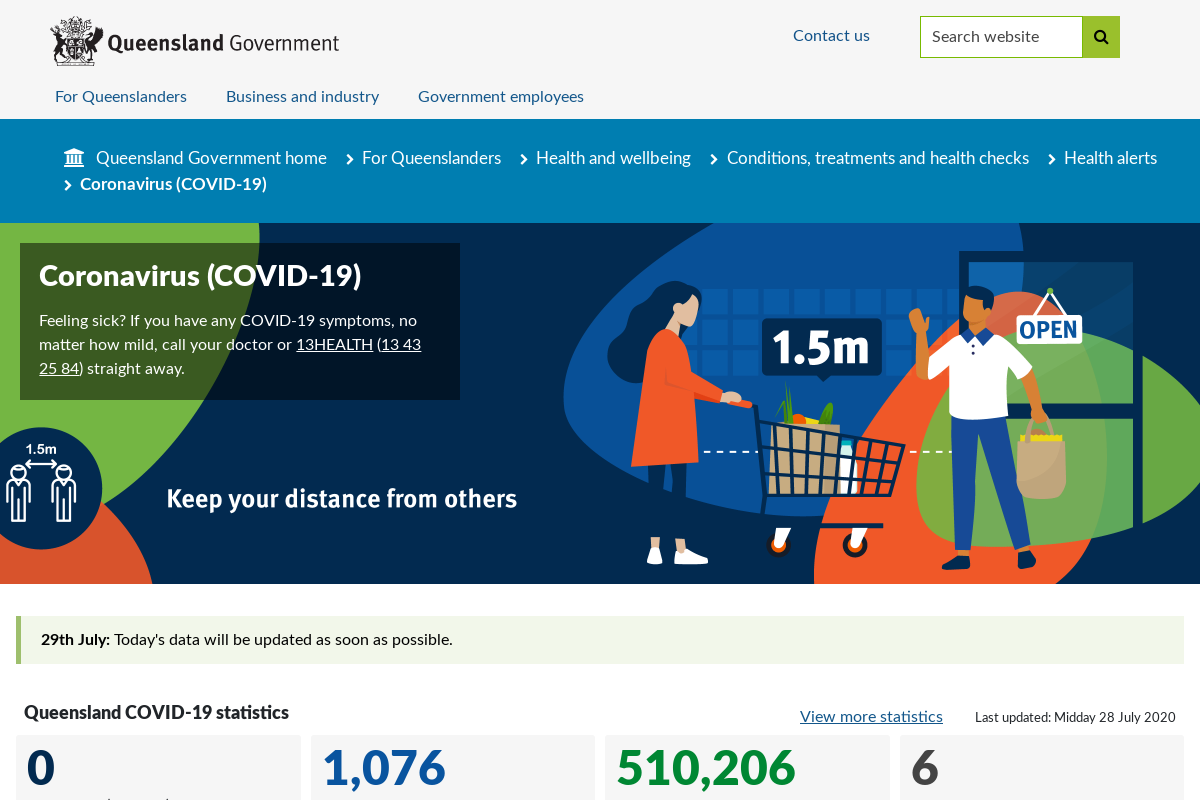 Queensland Government
Contact us
Search website
For Queenslanders
Business and industry
Government employees
Queensland Government home
For Queenslanders
Health and wellbeing
Conditions, treatments and health checks
Health alerts
Coronavirus (COVID-19)
Coronavirus (COVID-19)
Feeling sick? If you have any COVID-19 symptoms, no
matter how mild, call your doctor or 13HEALTH (13 43
25 84) straight away.
1.5m
OPEN
1.5m
Keep your distance from others
29th July: Today's data will be updated as soon as possible.
Queensland COVID-19 statistics
View more statistics
Last updated: Midday 28 July 2020
0
1,076
510,206
6